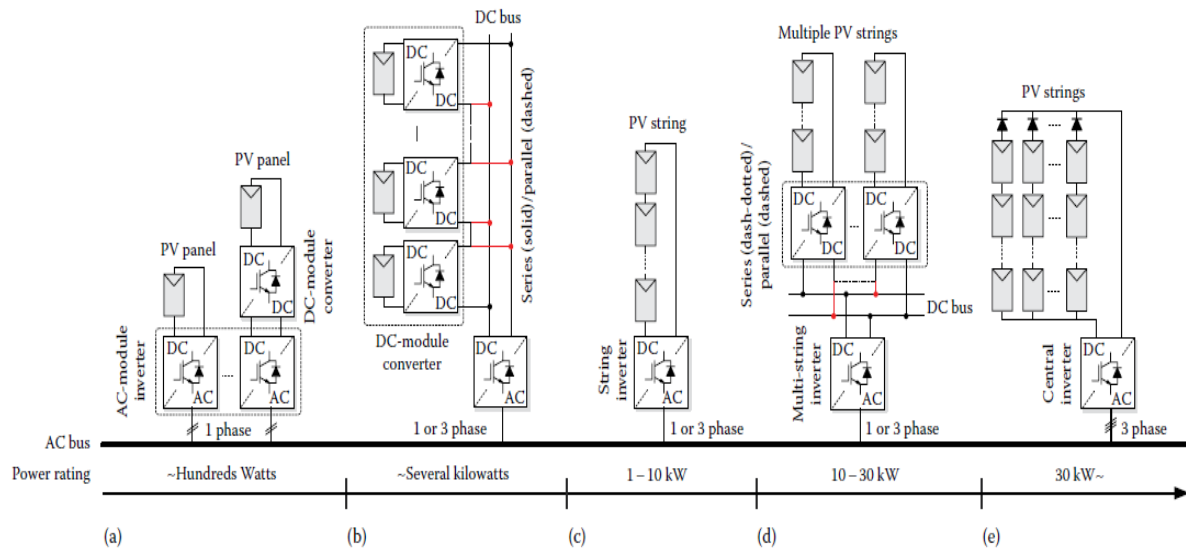 DC bus
Multiple PV strings
PV strings
PV string
PV panel
PV panel
DC
DC
DC
DC
DC
DC
DC
DC
DC
DC
DC
DC
DC-module
converter
Series (solid)/parallel (dashed)
Series (dash-dotted)/
parallel (dashed)
DC bus
DC-module
converter
AC-module
inverter
DC
AC
DC
AC
DC
AC
String
inverter
DC
AC
Multi-string
inverter
DC
AC
Central
inverter
DC
AC
1 phase
1 or 3 phase
1 or 3 phase
1 or 3 phase
3 phase
AC bus
Power rating
~Hundreds Watts
~Several kilowatts
1 – 10 kW
10 – 30 kW
30 kW~
(a)
(b)
(c)
(d)
(e)